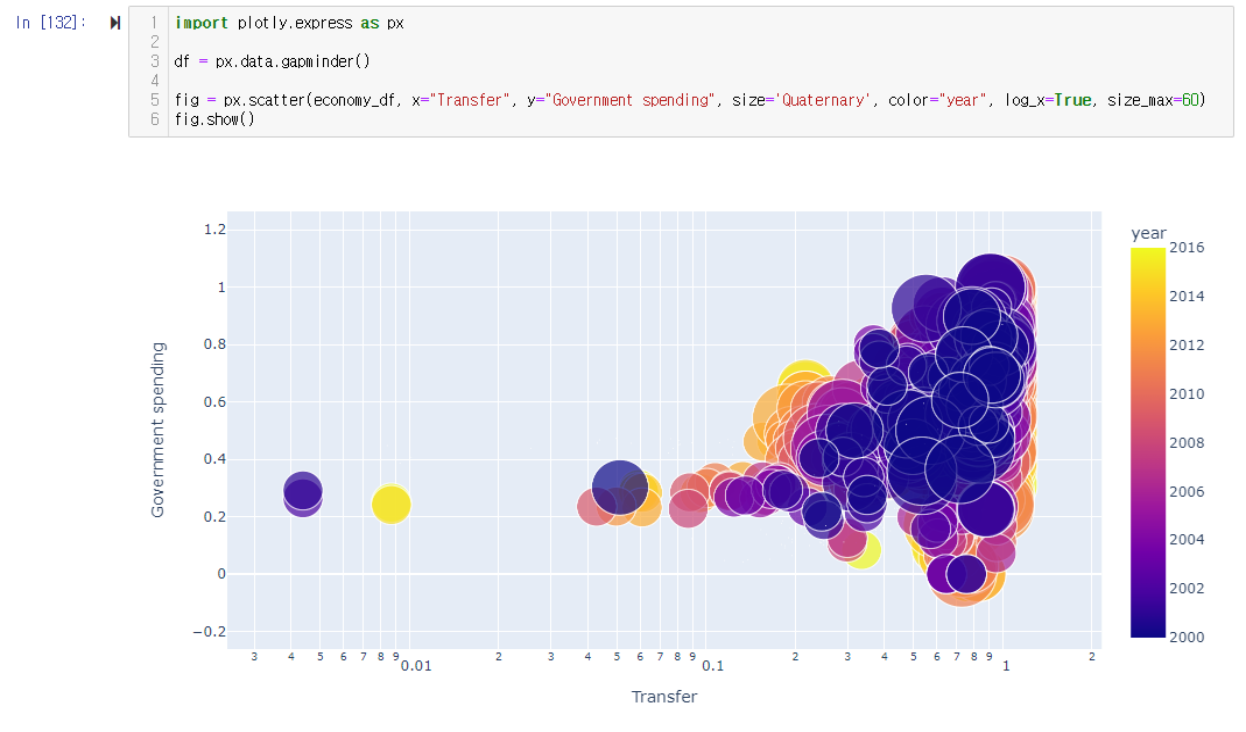 In [132]:
1 import plotly.express as px
2
3 df = px.data.gapminder()
4
5 fig = px.scatter(economy_df, x="Transfer", y="Government spending", size='Quaternary', color="year", log_x=True, size_max=60)
6 fig.show()
year
1.2
1
0.8
0.6
0.4
0.2
0
−0.2
Government spending
2016
2014
2012
2010
2008
2006
2004
2002
2000
3 4 5 6 7 8 9 0.01 2 3 4 5 6 7 8 9 0.1 2 3 4 5 6 7 8 9 1 2
Transfer